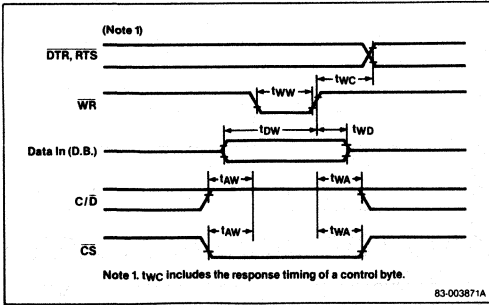 (Note 1)
DTR, RTS
tWC
WR
tWW
tDW
tWD
Data In (D.B.)
tAW
tWA
C/D
tAW
tWA
CS
Note 1. tWC includes the response timing of a control byte.
83-003871A